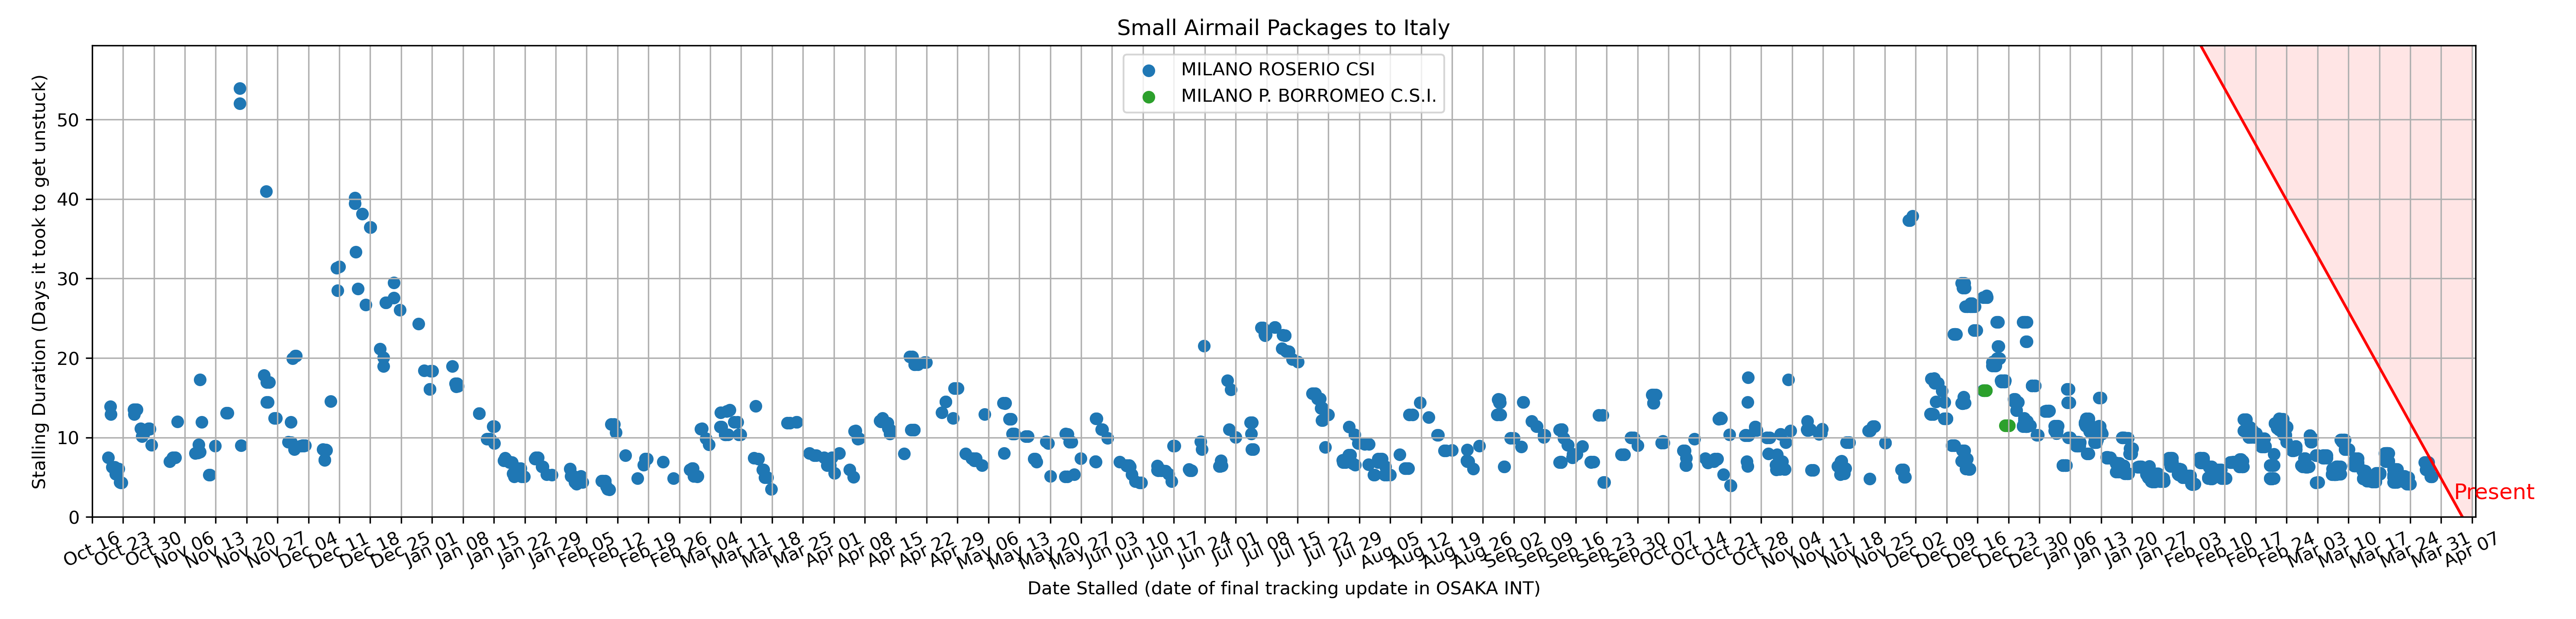 Small Airmail Packages to Italy
MILANO ROSERIO CSI
MILANO P. BORROMEO C.S.I.
Stalling Duration (Days it took to get unstuck)
50
40
30
20
10
0
Present
Oct 16 Oct 23 Oct 30 Nov 06 Nov 13 Nov 20 Nov 27 Dec 04 Dec 11 Dec 18 Dec 25 Jan 01 Jan 08 Jan 15 Jan 22 Jan 29 Feb 05 Feb 12 Feb 19 Feb 26 Mar 04 Mar 11 Mar 18 Mar 25 Apr 01 Apr 08 Apr 15 Apr 22 Apr 29 May 06 May 13 May 20 May 27 Jun 03 Jun 10 Jun 17 Jun 24 Jul 01 Jul 08 Jul 15 Jul 22 Jul 29 Aug 05 Aug 12 Aug 19 Aug 26 Sep 02 Sep 09 Sep 16 Sep 23 Sep 30 Oct 07 Oct 14 Oct 21 Oct 28 Nov 04 Nov 11 Nov 18 Nov 25 Dec 02 Dec 09 Dec 16 Dec 23 Dec 30 Jan 06 Jan 13 Jan 20 Jan 27 Feb 03 Feb 10 Feb 17 Feb 24 Mar 03 Mar 10 Mar 17 Mar 24 Mar 31 Apr 07
Date Stalled (date of final tracking update in OSAKA INT)